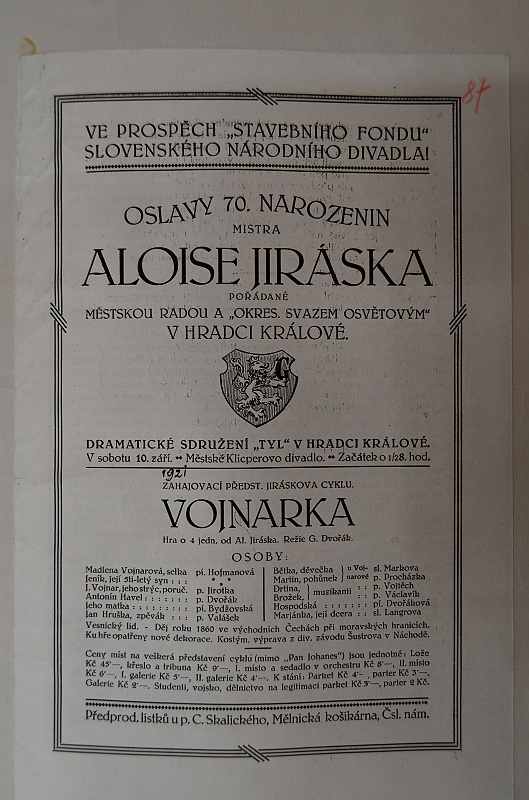 87
VE PROSPĚCH „STAVEBNÍHO FONDU"
SLOVENSKÉHO NÁRODNÍHO DIVADLA!
OSLAVY 70. NAROZENIN
MISTRA
ALOISE JIRÁSKA
POŘÁDANÉ
MĚSTSKOU RADOU A „OKRES. SVAZEM OSVĚTOVÝM"
V HRADCI KRÁLOVÉ.
G
DRAMATICKÉ SDRUŽENÍ „TYL" V HRADCI KRÁLOVÉ.
V sobotu 10. září. •• Městské Klicperovo divadlo. •• Začátek o 1/28. hod.
1921
ZAHAJOVACÍ PŘEDST. JIRÁSKOVA CYKLU.
VOJNARKA
Hra o 4 jedn. od Al. Jiráska. Režie G. Dvořák.
OSOBY:
Madlena Vojnarová, selka pí. Hofmanová
Jeník, její 5ti-letý syn : : : * * *
J. Vojnar, jeho strýc, poruč. p. Jirotka
Antonín Havel : : : : : : : p. Dvořák
Jeho matka : : : : : : : : pí. Bydžovská
Jan Hruška, zpěvák : : : p. Valášek
Bětka, děvečka } u Voj- sl. Markova
Martin, pohůnek } narové p. Procházka
Drtina, } muzikanti : : p. Vojtěch
Brožek, } p. Václavík
Hospodská : : : : : : : pí. Dvořáková
Marjánka, její dcera : : sl. Langrova
Vesnický lid. - Děj roku 1860 ve východních Čechách při moravských hranicích.
Ku hře opatřeny nové dekorace. Kostým. výprava z div. závodu Šustrova v Náchodě.
Ceny míst na veškerá představení cyklu (mimo „Pan Johanes") jsou jednotné: Lože
Kč 45'—, křeslo a tribuna Kč 9'—, I. místo a sedadlo v orchestru Kč 8'—, II. místo
Kč 6'—, I. galerie Kč 5'—, II. galerie Kč 4'—. K stání: Parket Kč 4'-, parter Kč 3'—,
Galerie Kč 2'—. Studenti, vojsko, dělnictvo na legitimaci parket Kč 3'—, parter 2 Kč.
Předprod. lístků u p. C. Skalického, Mělnická košikárna, Čsl. nám.